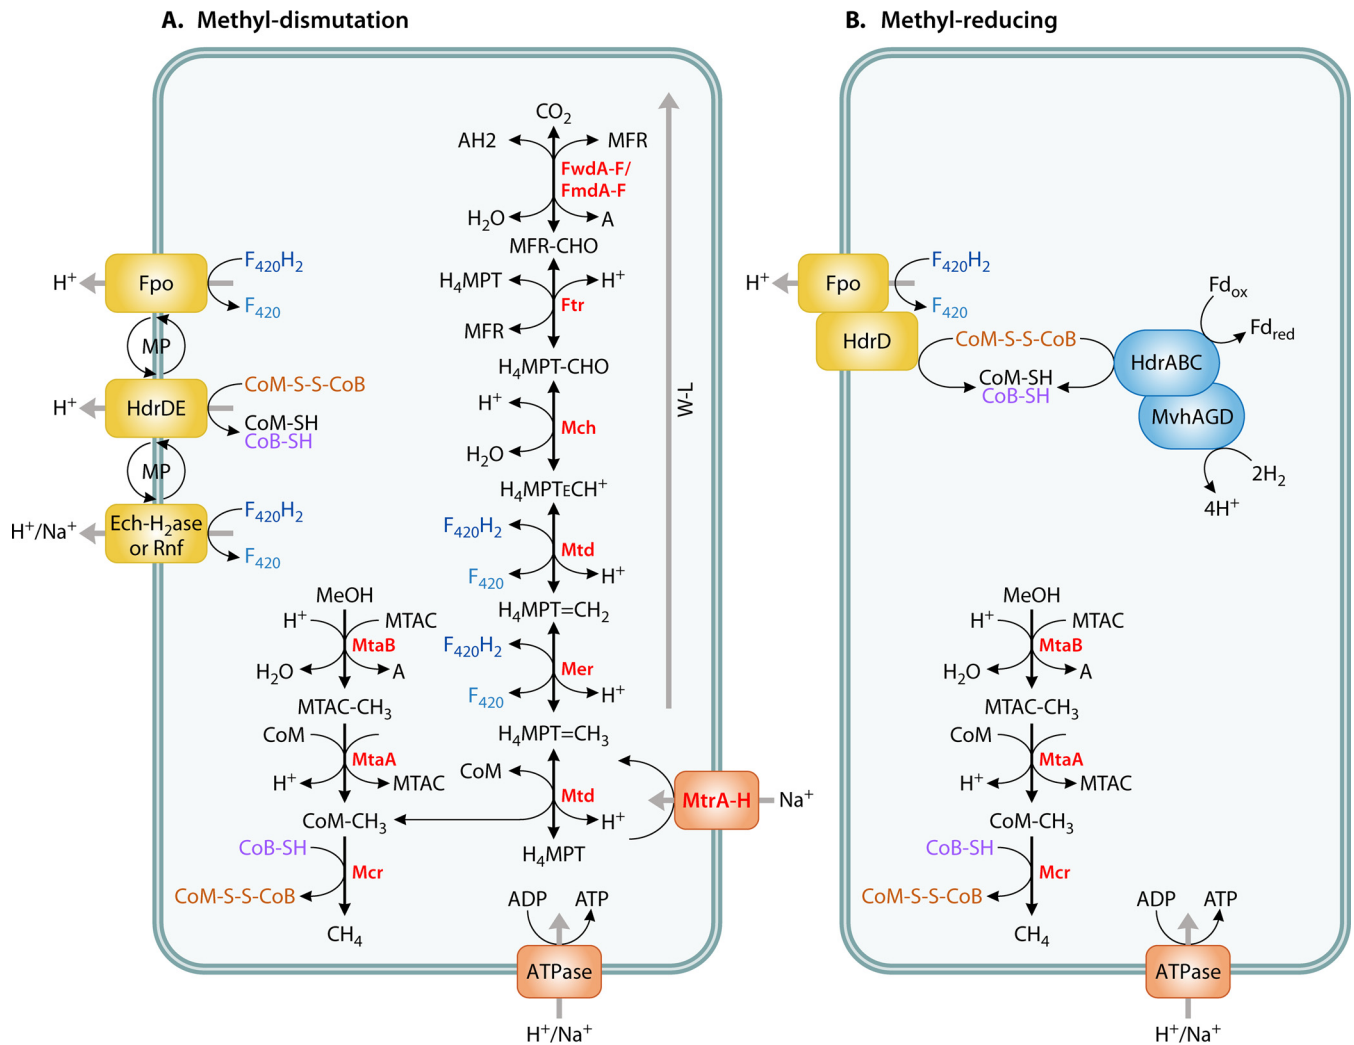 A. Methyl-dismutation
CO₂
AH2
MFR
FwdA-F/
FmdA-F
H₂O
A
MFR-CHO
H₄MPT
H⁺
Ftr
MFR
H₄MPT-CHO
H⁺
Mch
H₂O
H₄MPTECH⁺
F₄₂₀H₂
Mtd
F₄₂₀
H⁺
H₄MPT=CH₂
F₄₂₀H₂
Mer
F₄₂₀
H⁺
H₄MPT=CH₃
CoM
Mtd
H⁺
H₄MPT
W-L
H⁺
Fpo
F₄₂₀H₂
F₄₂₀
MP
H⁺
HdrDE
CoM-S-S-CoB
CoM-SH
CoB-SH
MP
H⁺/Na⁺
Ech-H₂ase
or Rnf
F₄₂₀H₂
F₄₂₀
MeOH
H⁺
MTAC
MtaB
H₂O
A
MTAC-CH₃
CoM
MtaA
H⁺
MTAC
CoM-CH₃
CoB-SH
Mcr
CoM-S-S-CoB
CH₄
MtrA-H
Na⁺
ADP
ATP
ATPase
H⁺/Na⁺
B. Methyl-reducing
H⁺
Fpo
F₄₂₀H₂
F₄₂₀
HdrD
CoM-S-S-CoB
CoM-SH
CoB-SH
Fdox
Fdred
HdrABC
MvhAGD
2H₂
4H⁺
MeOH
H⁺
MTAC
MtaB
H₂O
A
MTAC-CH₃
CoM
MtaA
H⁺
MTAC
CoM-CH₃
CoB-SH
Mcr
CoM-S-S-CoB
CH₄
ADP
ATP
ATPase
H⁺/Na⁺